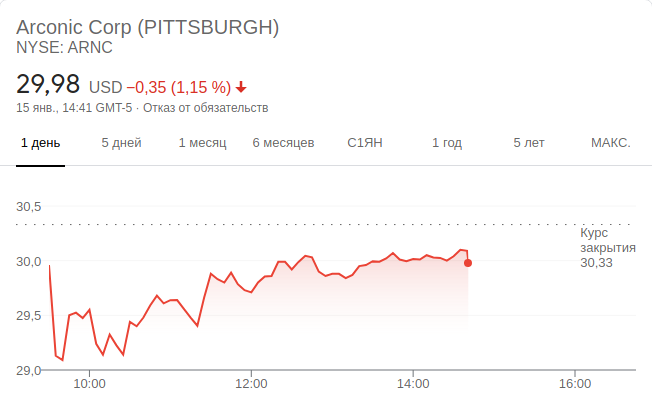 Arconic Corp (PITTSBURGH)
NYSE: ARNC
29,98 USD −0,35 (1,15 %)
15 янв., 14:41 GMT-5 · Отказ от обязательств
1 день 5 дней 1 месяц 6 месяцев С1ЯН 1 год 5 лет МАКС.
30,5
Курс
закрытия
30,33
30,0
29,5
29,0
10:00 12:00 14:00 16:00